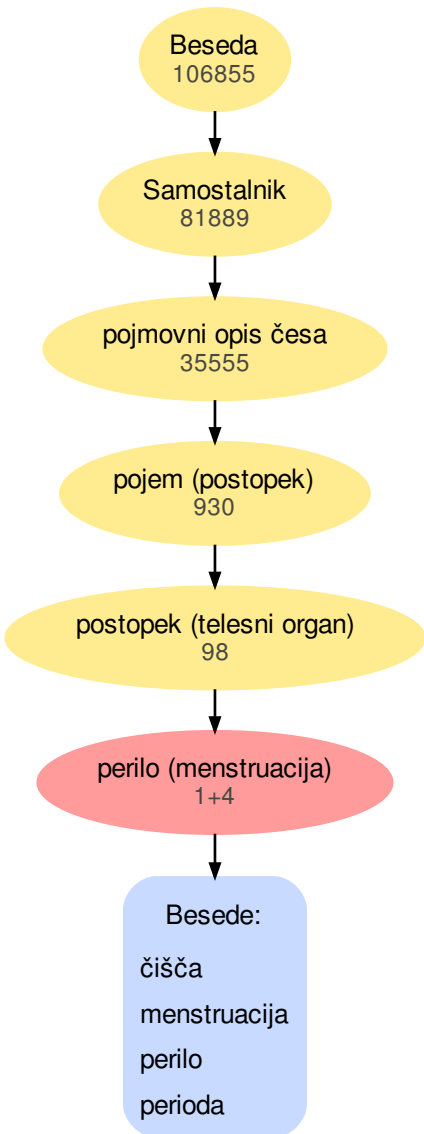 Beseda
106855
Samostalnik
81889
pojmovni opis česa
35555
pojem (postopek)
930
postopek (telesni organ)
98
perilo (menstruacija)
1+4
Besede:
čišča
menstruacija
perilo
perioda